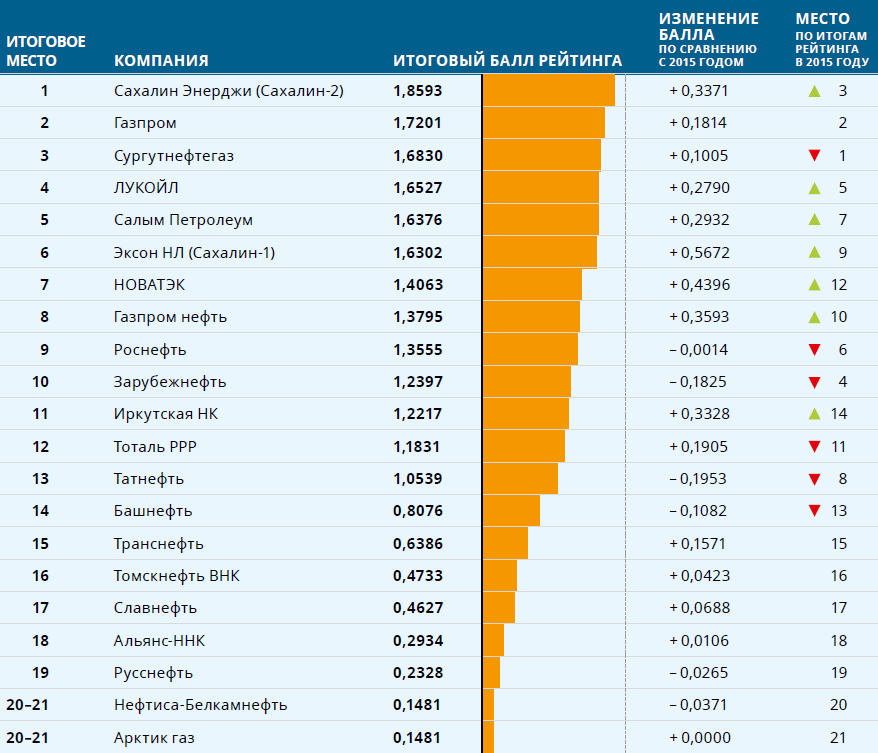 ИТОГОВОЕ МЕСТО КОМПАНИЯ ИТОГОВЫЙ БАЛЛ РЕЙТИНГА ИЗМЕНЕНИЕ БАЛЛА ПО СРАВНЕНИЮ С 2015 ГОДОМ МЕСТО ПО ИТОГАМ РЕЙТИНГА В 2015 ГОДУ
1 Сахалин Энерджи (Сахалин-2) 1,8593 + 0,3371 ▲ 3
2 Газпром 1,7201 + 0,1814 2
3 Сургутнефтегаз 1,6830 + 0,1005 ▼ 1
4 ЛУКОЙЛ 1,6527 + 0,2790 ▲ 5
5 Салым Петролеум 1,6376 + 0,2932 ▲ 7
6 Эксон НЛ (Сахалин-1) 1,6302 + 0,5672 ▲ 9
7 НОВАТЭК 1,4063 + 0,4396 ▲ 12
8 Газпром нефть 1,3795 + 0,3593 ▲ 10
9 Роснефть 1,3555 – 0,0014 ▼ 6
10 Зарубежнефть 1,2397 – 0,1825 ▼ 4
11 Иркутская НК 1,2217 + 0,3328 ▲ 14
12 Тоталь РРР 1,1831 + 0,1905 ▼ 11
13 Татнефть 1,0539 – 0,1953 ▼ 8
14 Башнефть 0,8076 – 0,1082 ▼ 13
15 Транснефть 0,6386 + 0,1571 15
16 Томскнефть ВНК 0,4733 + 0,0423 16
17 Славнефть 0,4627 + 0,0688 17
18 Альянс-ННК 0,2934 + 0,0106 18
19 Русснефть 0,2328 – 0,0265 19
20–21 Нефтиса-Белкамнефть 0,1481 – 0,0371 20
20–21 Арктик газ 0,1481 + 0,0000 21